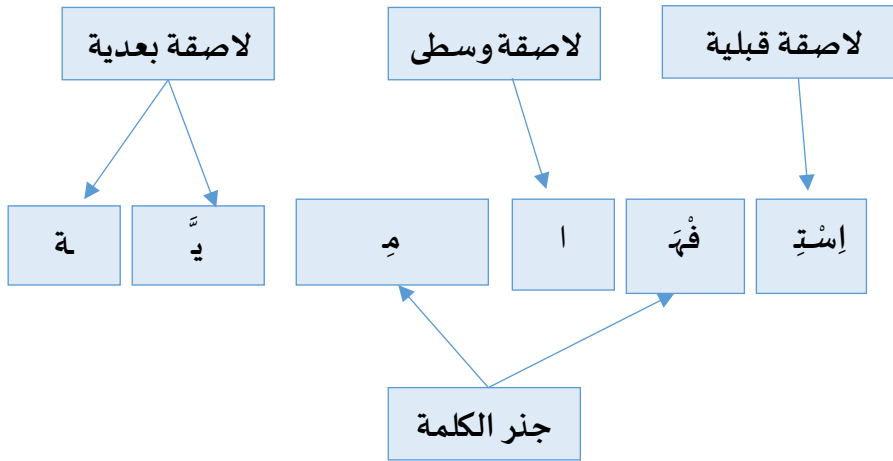 لاصقة قبلية
لاصقة وسطى
لاصقة بعدية
اِسْتِـ
فْهَـ
ا
مِـ
يَّـ
ـة
جذر الكلمة